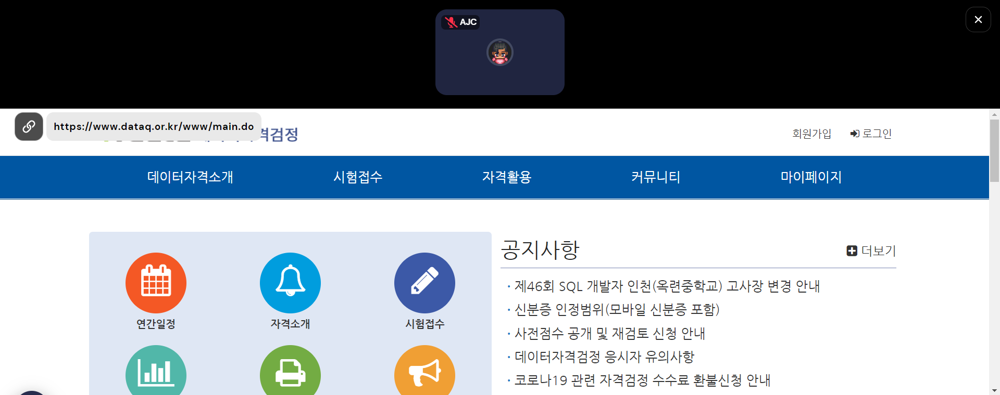 AJC
https://www.dataq.or.kr/www/main.do
격검정
회원가입 로그인
데이터자격소개 시험접수 자격활용 커뮤니티 마이페이지
연간일정 자격소개 시험접수
공지사항 더보기
· 제46회 SQL 개발자 인천(옥련중학교) 고사장 변경 안내
· 신분증 인정범위(모바일 신분증 포함)
· 사전점수 공개 및 재검토 신청 안내
· 데이터자격검정 응시자 유의사항
· 코로나19 관련 자격검정 수수료 환불신청 안내